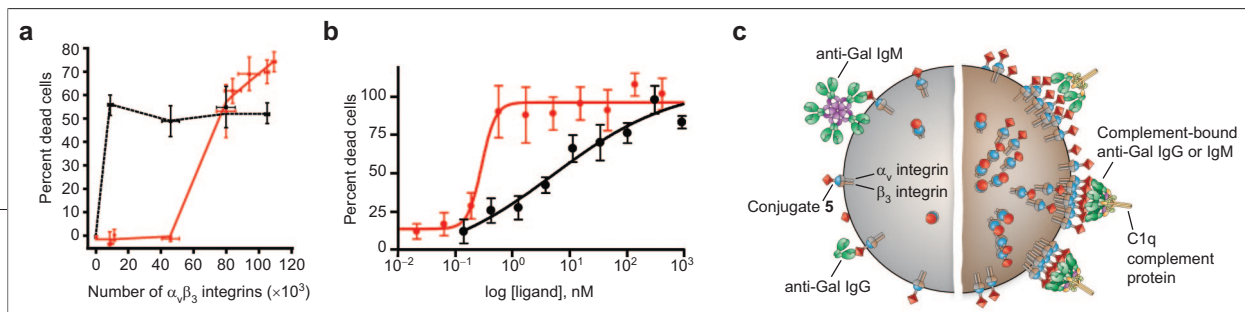 a
Percent dead cells
80
70
60
50
40
30
20
10
0
0 20 40 60 80 100 120
Number of αvβ3 integrins (×10³)
b
Percent dead cells
100
75
50
25
0
10⁻² 10⁻¹ 10⁰ 10¹ 10² 10³
log [ligand], nM
c
anti-Gal IgM
αv integrin
β3 integrin
Conjugate 5
anti-Gal IgG
Complement-bound
anti-Gal IgG or IgM
C1q
complement
protein